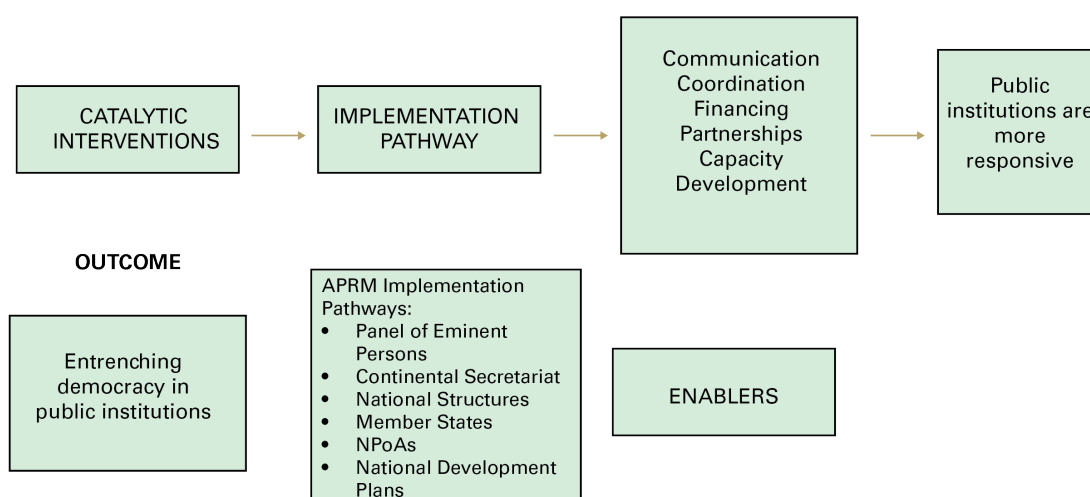 CATALYTIC
INTERVENTIONS
IMPLEMENTATION
PATHWAY
Communication
Coordination
Financing
Partnerships
Capacity
Development
Public
institutions are
more
responsive
OUTCOME
Entrenching
democracy in
public institutions
APRM Implementation
Pathways:
• Panel of Eminent
Persons
• Continental Secretariat
• National Structures
• Member States
• NPoAs
• National Development
Plans
ENABLERS